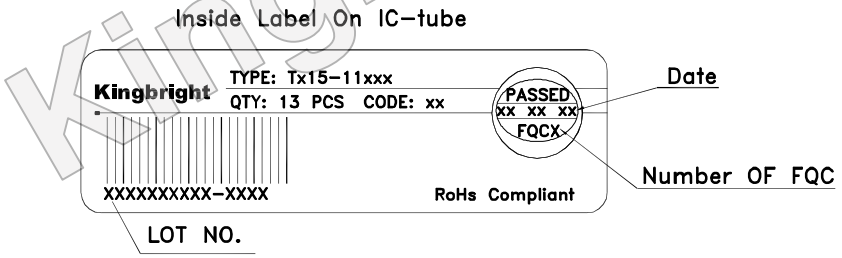 Inside Label On IC-tube
TYPE: Tx15-11xxx
Kingbright
QTY: 13 PCS CODE: xx
PASSED
xx xx xx
FQCX
Date
Number OF FQC
XXXXXXXXXX-XXXX
RoHs Compliant
LOT NO.